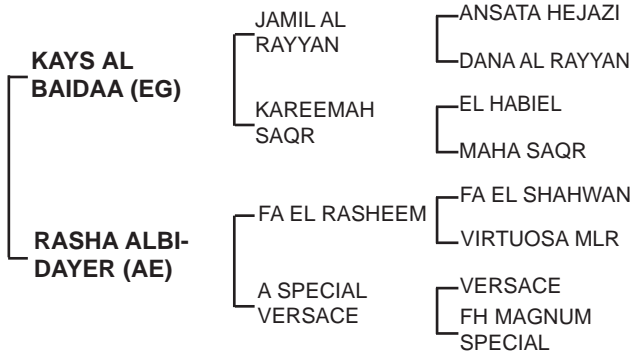 KAYS AL
BAIDAA (EG)
JAMIL AL
RAYYAN
ANSATA HEJAZI
DANA AL RAYYAN
KAREEMAH
SAQR
EL HABIEL
MAHA SAQR
RASHA ALBI-
DAYER (AE)
FA EL RASHEEM
FA EL SHAHWAN
VIRTUOSA MLR
A SPECIAL
VERSACE
VERSACE
FH MAGNUM
SPECIAL